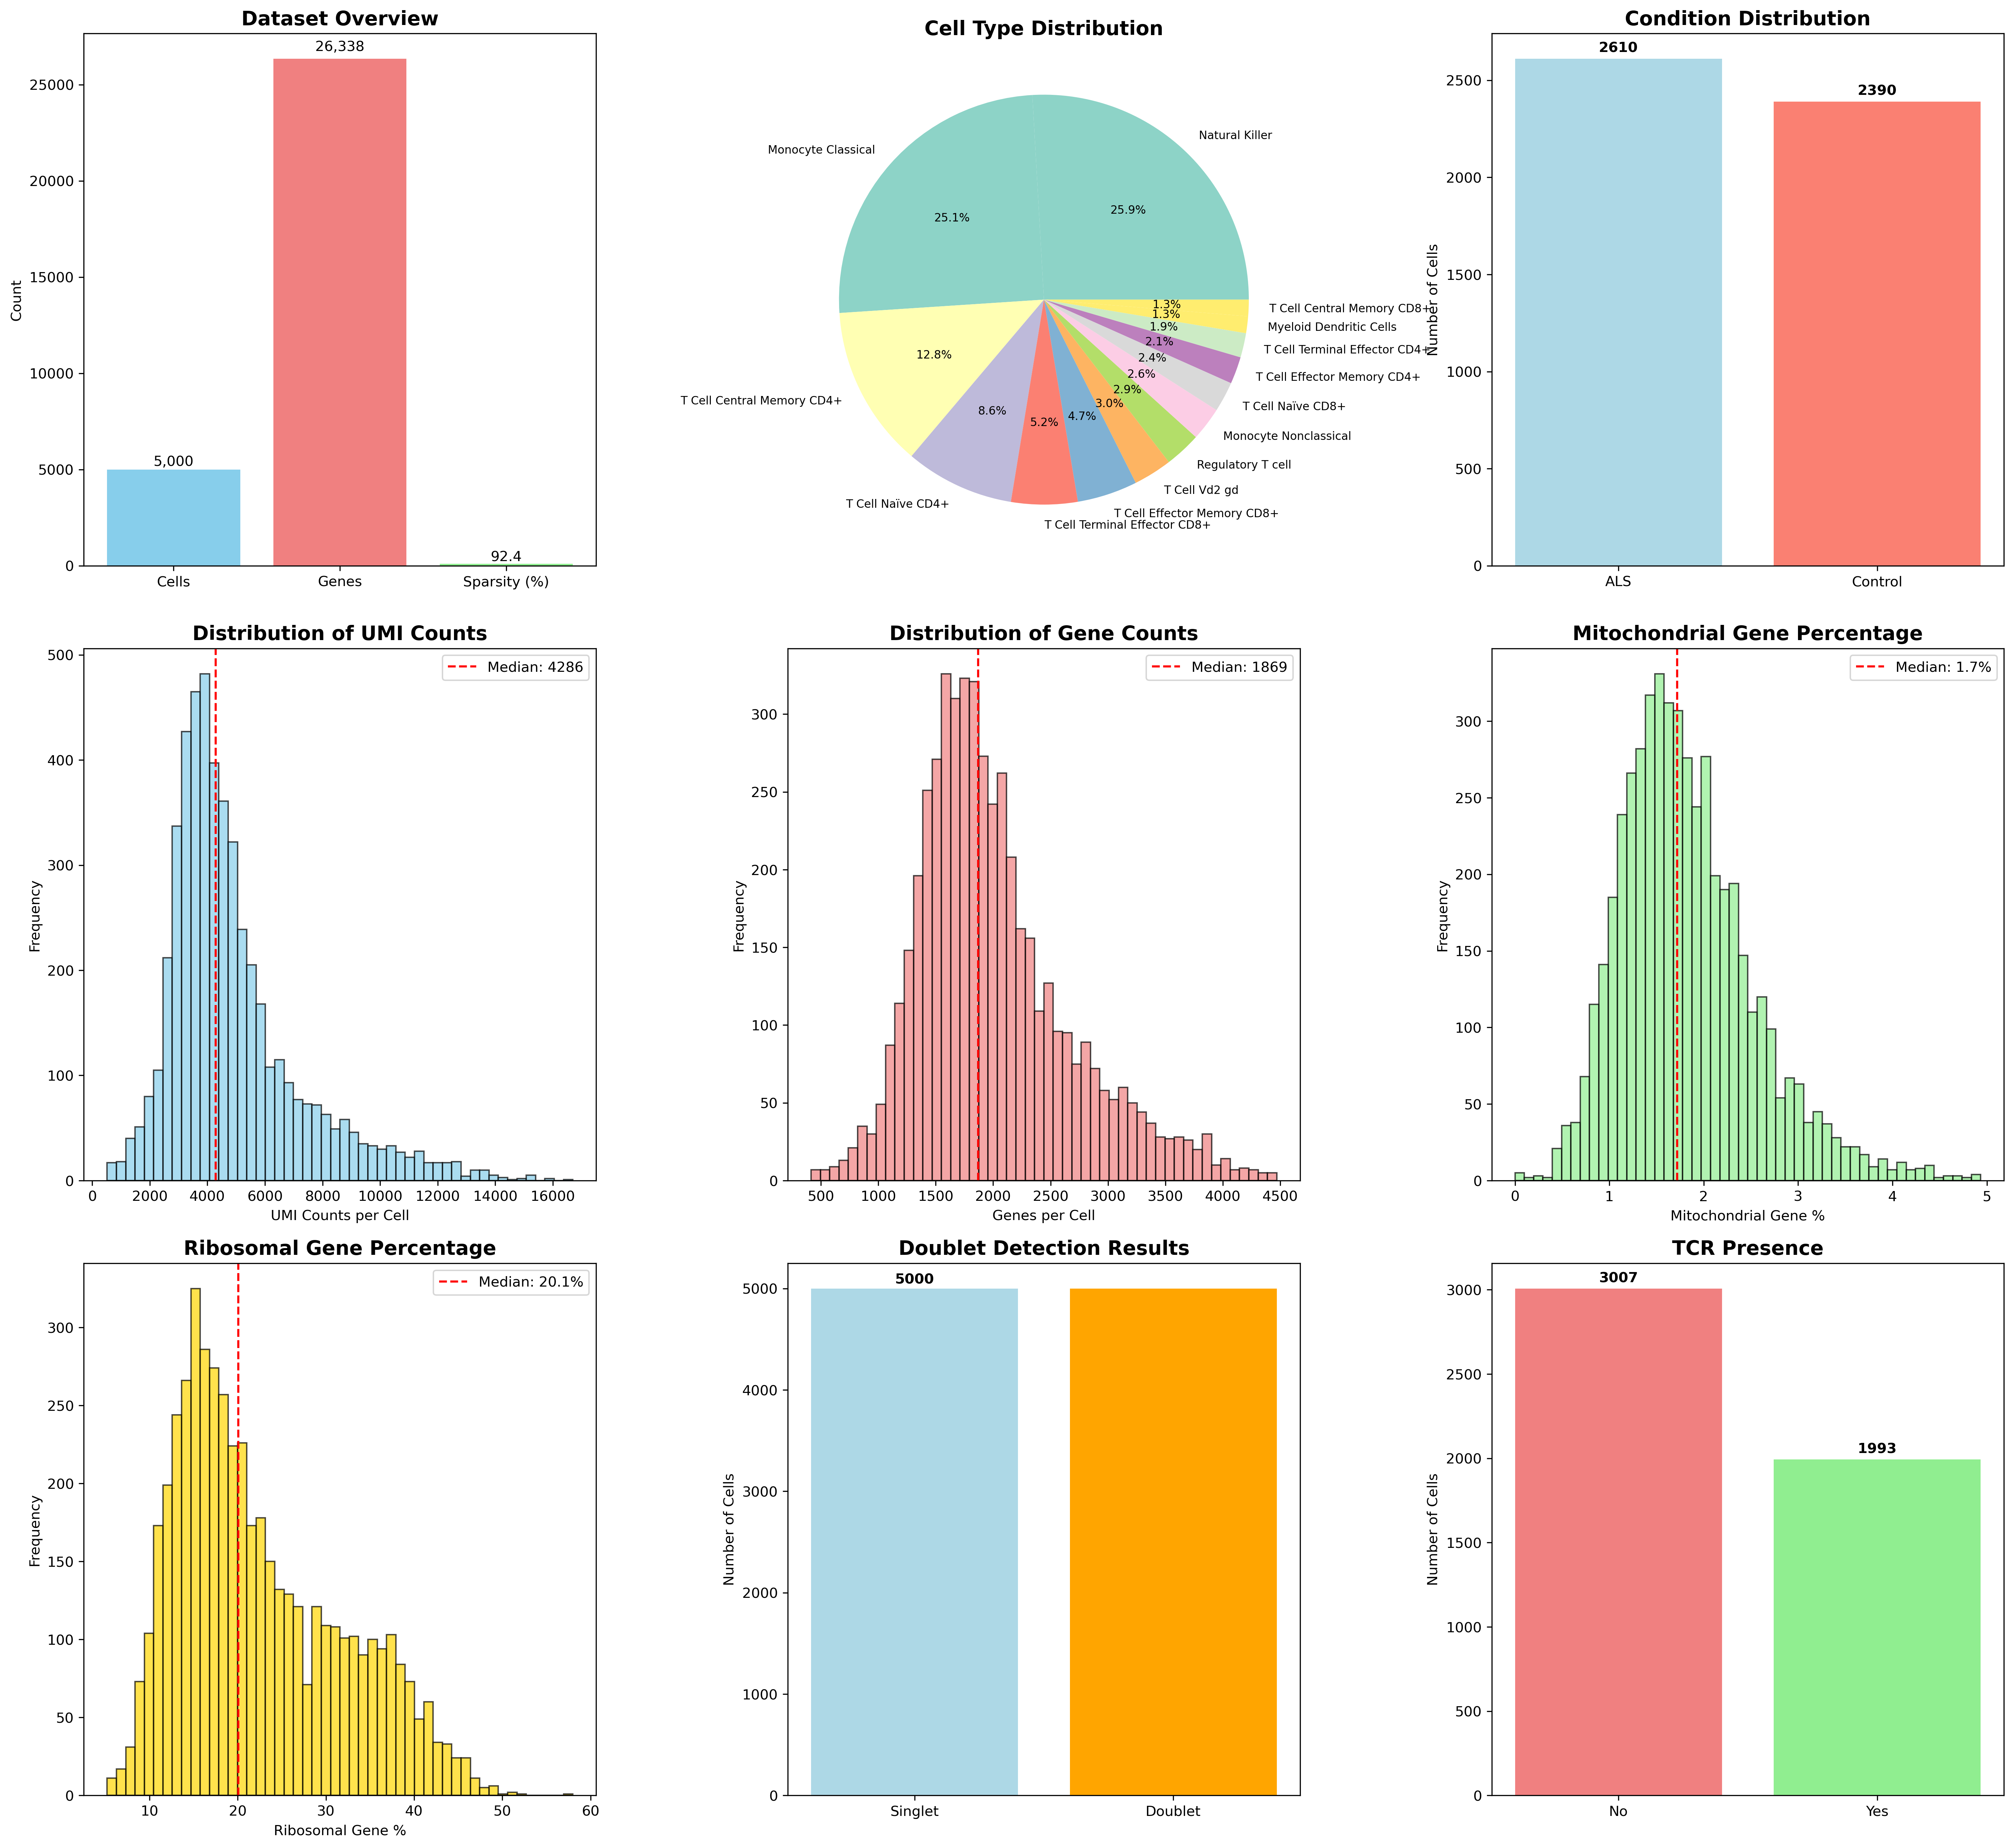 Dataset Overview
26,338
5,000
92.4
25000
20000
15000
10000
5000
0
Count
Cells
Genes
Sparsity (%)
Cell Type Distribution
Natural Killer
25.9%
Monocyte Classical
25.1%
T Cell Central Memory CD4+
12.8%
T Cell Naïve CD4+
8.6%
T Cell Terminal Effector CD8+
5.2%
T Cell Effector Memory CD8+
4.7%
T Cell Vd2 gd
3.0%
Regulatory T cell
2.9%
Monocyte Nonclassical
2.6%
T Cell Naïve CD8+
2.4%
T Cell Effector Memory CD4+
2.1%
T Cell Terminal Effector CD4+
1.9%
Myeloid Dendritic Cells
1.3%
T Cell Central Memory CD8+
1.3%
Condition Distribution
2610
2390
2500
2000
1500
1000
500
0
Number of Cells
ALS
Control
Distribution of UMI Counts
Median: 4286
500
400
300
200
100
0
Frequency
0
2000
4000
6000
8000
10000
12000
14000
16000
UMI Counts per Cell
Distribution of Gene Counts
Median: 1869
300
250
200
150
100
50
0
Frequency
500
1000
1500
2000
2500
3000
3500
4000
4500
Genes per Cell
Mitochondrial Gene Percentage
Median: 1.7%
300
250
200
150
100
50
0
Frequency
0
1
2
3
4
5
Mitochondrial Gene %
Ribosomal Gene Percentage
Median: 20.1%
300
250
200
150
100
50
0
Frequency
10
20
30
40
50
60
Ribosomal Gene %
Doublet Detection Results
5000
5000
4000
3000
2000
1000
0
Number of Cells
Singlet
Doublet
TCR Presence
3007
1993
3000
2500
2000
1500
1000
500
0
Number of Cells
No
Yes